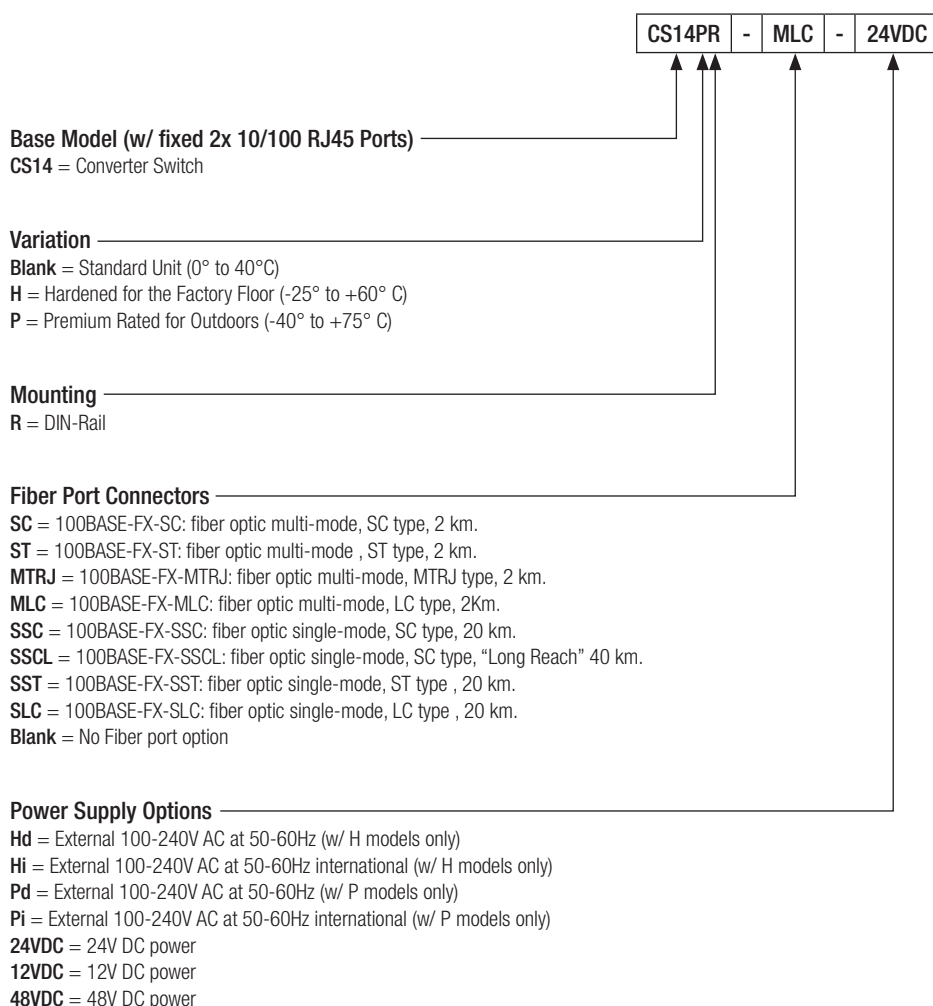 CS14PR - MLC - 24VDC
Base Model (w/ fixed 2x 10/100 RJ45 Ports)
CS14 = Converter Switch
Variation
Blank = Standard Unit (0° to 40°C)
H = Hardened for the Factory Floor (-25° to +60° C)
P = Premium Rated for Outdoors (-40° to +75° C)
Mounting
R = DIN-Rail
Fiber Port Connectors
SC = 100BASE-FX-SC: fiber optic multi-mode, SC type, 2 km.
ST = 100BASE-FX-ST: fiber optic multi-mode , ST type, 2 km.
MTRJ = 100BASE-FX-MTRJ: fiber optic multi-mode, MTRJ type, 2 km.
MLC = 100BASE-FX-MLC: fiber optic multi-mode, LC type, 2Km.
SSC = 100BASE-FX-SSC: fiber optic single-mode, SC type, 20 km.
SSCL = 100BASE-FX-SSCL: fiber optic single-mode, SC type, “Long Reach” 40 km.
SST = 100BASE-FX-SST: fiber optic single-mode, ST type , 20 km.
SLC = 100BASE-FX-SLC: fiber optic single-mode, LC type , 20 km.
Blank = No Fiber port option
Power Supply Options
Hd = External 100-240V AC at 50-60Hz (w/ H models only)
Hi = External 100-240V AC at 50-60Hz international (w/ H models only)
Pd = External 100-240V AC at 50-60Hz (w/ P models only)
Pi = External 100-240V AC at 50-60Hz international (w/ P models only)
24VDC = 24V DC power
12VDC = 12V DC power
48VDC = 48V DC power